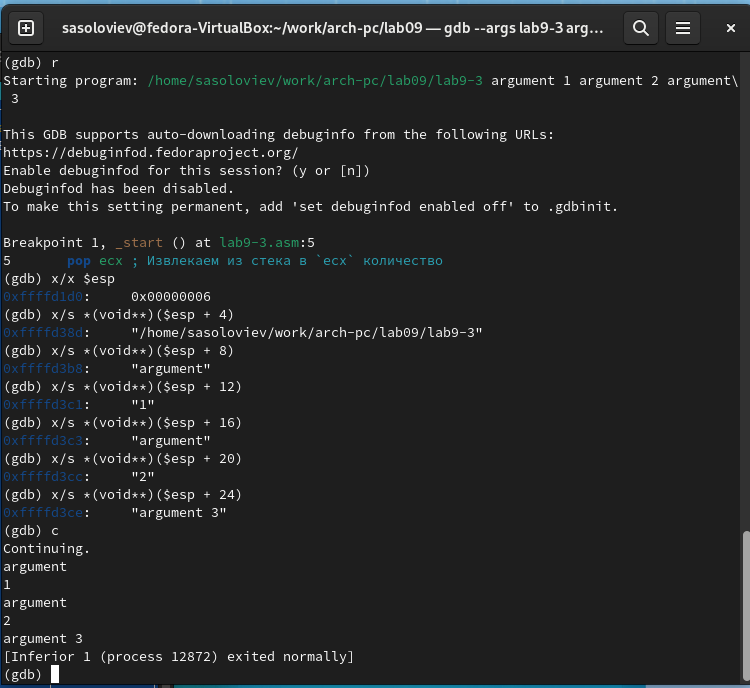 sasoloviev@fedora-VirtualBox:~/work/arch-pc/lab09 — gdb --args lab9-3 arg...
(gdb) r
Starting program: /home/sasoloviev/work/arch-pc/lab09/lab9-3 argument 1 argument 2 argument\
 3
This GDB supports auto-downloading debuginfo from the following URLs:
https://debuginfod.fedoraproject.org/
Enable debuginfod for this session? (y or [n])
Debuginfod has been disabled.
To make this setting permanent, add 'set debuginfod enabled off' to .gdbinit.
Breakpoint 1, _start () at lab9-3.asm:5
5       pop ecx ; Извлекаем из стека в `ecx` количество
(gdb) x/x $esp
0xffffd1d0:     0x00000006
(gdb) x/s *(void**)($esp + 4)
0xffffd38d:     "/home/sasoloviev/work/arch-pc/lab09/lab9-3"
(gdb) x/s *(void**)($esp + 8)
0xffffd3b8:     "argument"
(gdb) x/s *(void**)($esp + 12)
0xffffd3c1:     "1"
(gdb) x/s *(void**)($esp + 16)
0xffffd3c3:     "argument"
(gdb) x/s *(void**)($esp + 20)
0xffffd3cc:     "2"
(gdb) x/s *(void**)($esp + 24)
0xffffd3ce:     "argument 3"
(gdb) c
Continuing.
argument
1
argument
2
argument 3
[Inferior 1 (process 12872) exited normally]
(gdb)